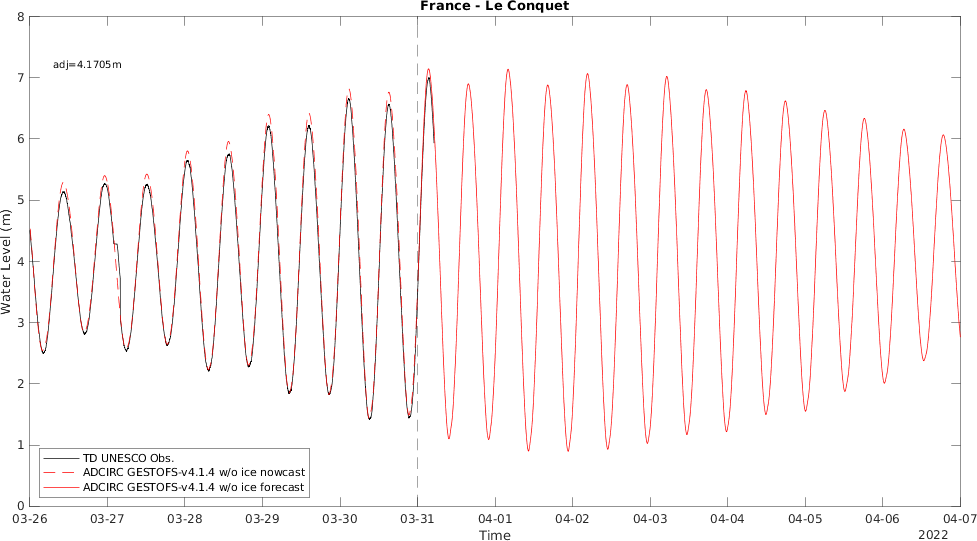 France - Le Conquet
8
7
6
5
4
3
2
1
0
Water Level (m)
adj=4.1705m
TD UNESCO Obs.
ADCIRC GESTOFS-v4.1.4 w/o ice nowcast
ADCIRC GESTOFS-v4.1.4 w/o ice forecast
03-26 03-27 03-28 03-29 03-30 03-31 04-01 04-02 04-03 04-04 04-05 04-06 04-07
Time
2022